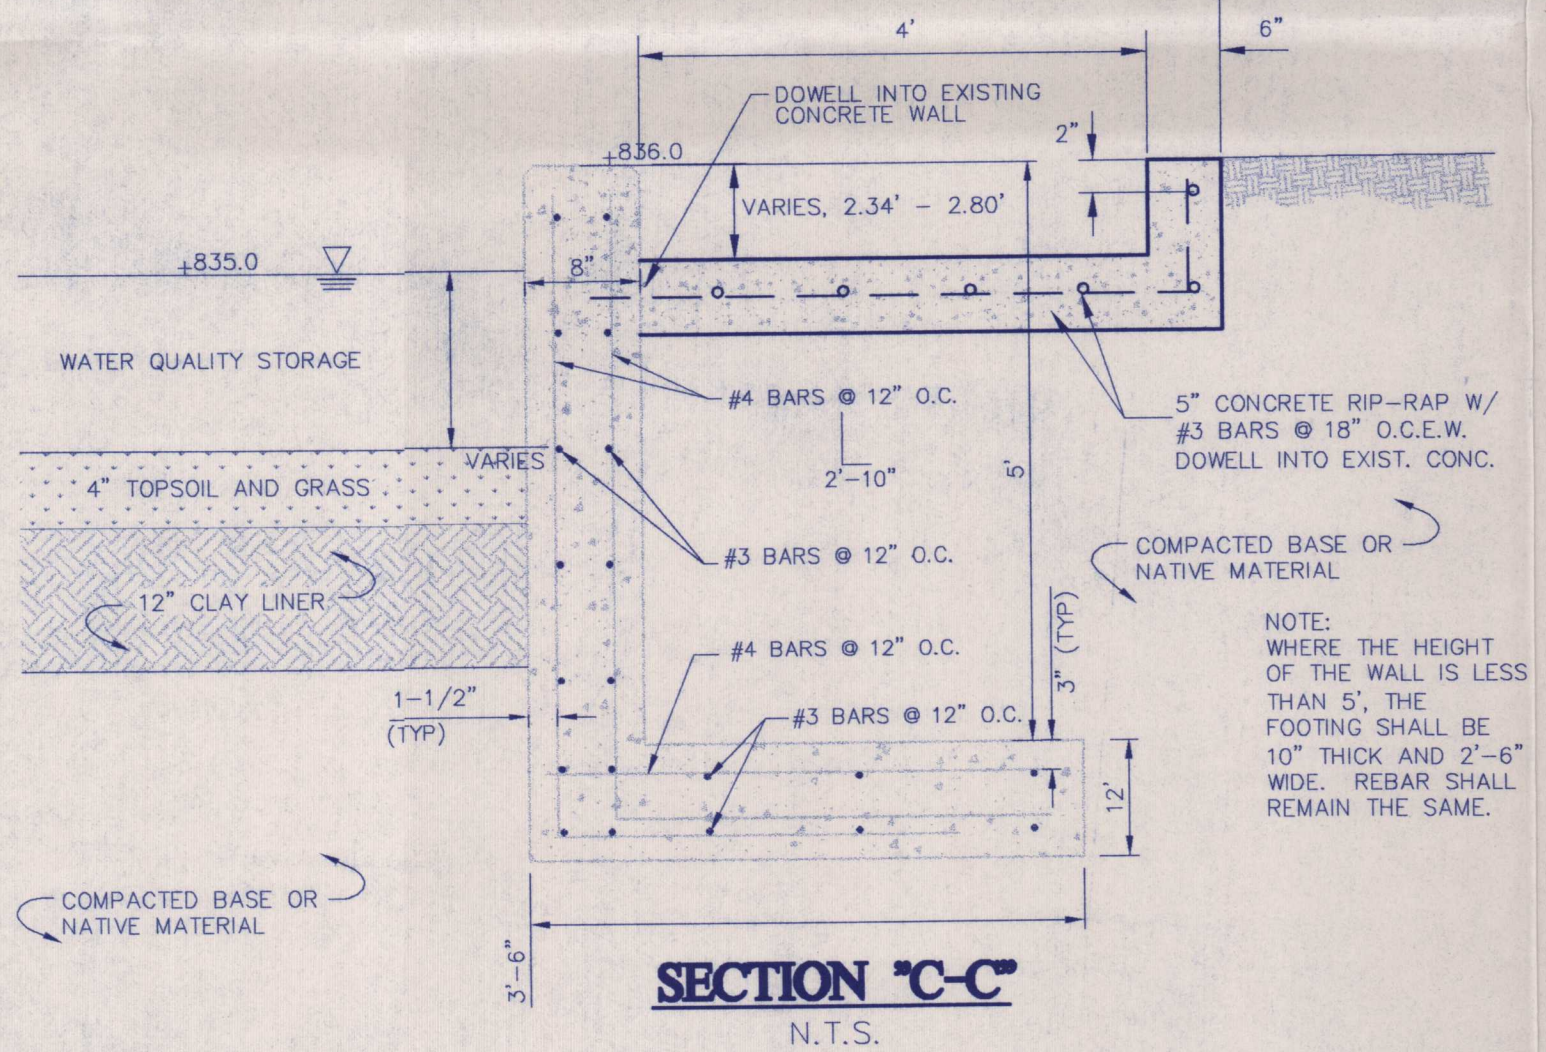 4'
6"
DOWELL INTO EXISTING
CONCRETE WALL
2"
+836.0
VARIES, 2.34' - 2.80'
+835.0
8"
WATER QUALITY STORAGE
#4 BARS @ 12" O.C.
2'-10"
5'
5" CONCRETE RIP-RAP W/
#3 BARS @ 18" O.C.E.W.
DOWELL INTO EXIST. CONC.
VARIES
4" TOPSOIL AND GRASS
#3 BARS @ 12" O.C.
COMPACTED BASE OR
NATIVE MATERIAL
12" CLAY LINER
3" (TYP)
NOTE:
WHERE THE HEIGHT
OF THE WALL IS LESS
THAN 5', THE
FOOTING SHALL BE
10" THICK AND 2'-6"
WIDE. REBAR SHALL
REMAIN THE SAME.
#4 BARS @ 12" O.C.
1-1/2"
(TYP)
#3 BARS @ 12" O.C.
12'
COMPACTED BASE OR
NATIVE MATERIAL
3'-6"
SECTION "C-C"
N.T.S.